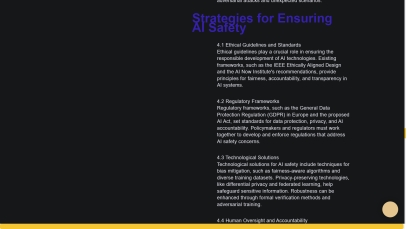 adversarial attacks and unexpected scenarios.
Strategies for Ensuring
AI Safety
4.1 Ethical Guidelines and Standards
Ethical guidelines play a crucial role in ensuring the
responsible development of AI technologies. Existing
frameworks, such as the IEEE Ethically Aligned Design
and the AI Now Institute's recommendations, provide
principles for fairness, accountability, and transparency in
AI systems.
4.2 Regulatory Frameworks
Regulatory frameworks, such as the General Data
Protection Regulation (GDPR) in Europe and the proposed
AI Act, set standards for data protection, privacy, and AI
accountability. Policymakers and regulators must work
together to develop and enforce regulations that address
AI safety concerns.
4.3 Technological Solutions
Technological solutions for AI safety include techniques for
bias mitigation, such as fairness-aware algorithms and
diverse training datasets. Privacy-preserving technologies,
like differential privacy and federated learning, help
safeguard sensitive information. Robustness can be
enhanced through formal verification methods and
adversarial training.
4.4 Human Oversight and Accountability